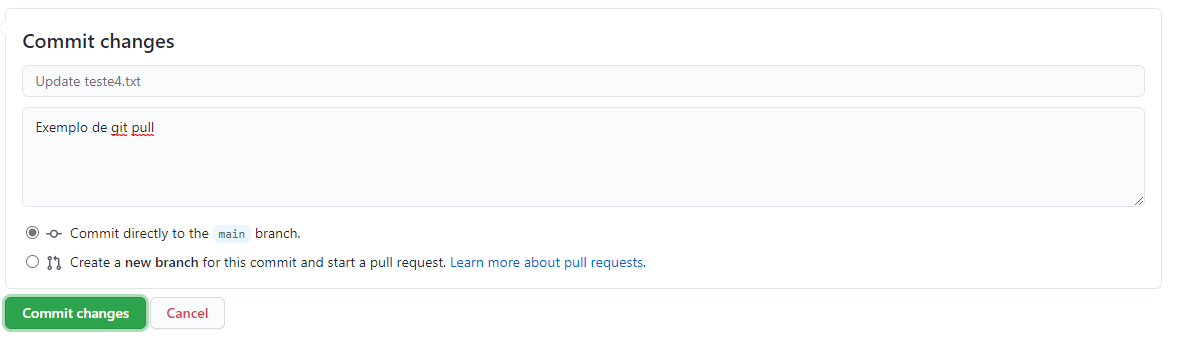 Commit changes
Update teste4.txt
Exemplo de git pull
Commit directly to the main branch.
Create a new branch for this commit and start a pull request. Learn more about pull requests.
Commit changes Cancel